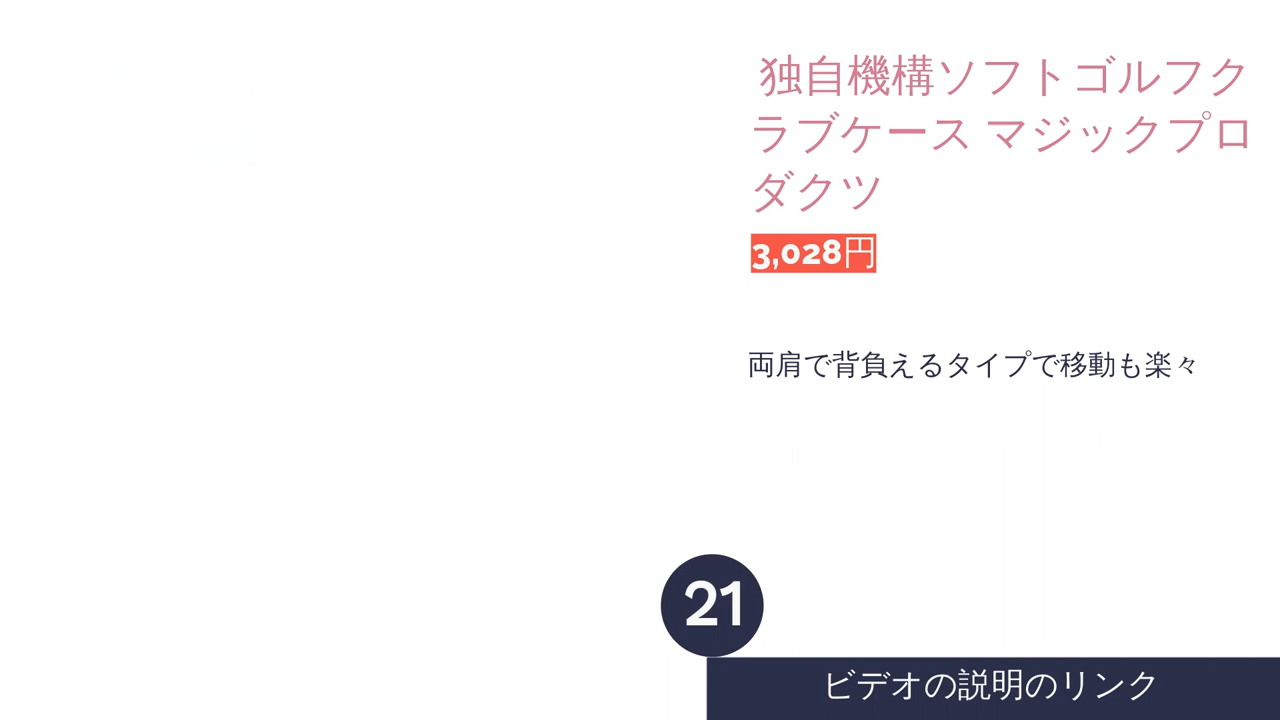 独自機構ソフトゴルフク
ラブケース マジックプロ
ダクツ
3,028円
両肩で背負えるタイプで移動も楽々
21
ビデオの説明のリンク